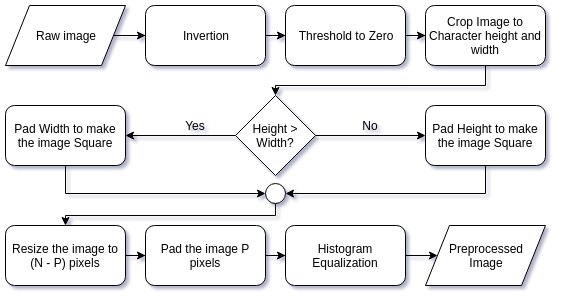 Raw image
Invertion
Threshold to Zero
Crop Image to
Character height and
width
Height >
Width?
Yes
No
Pad Width to make
the image Square
Pad Height to make
the image Square
Resize the image to
(N - P) pixels
Pad the image P
pixels
Histogram
Equalization
Preprocessed
Image